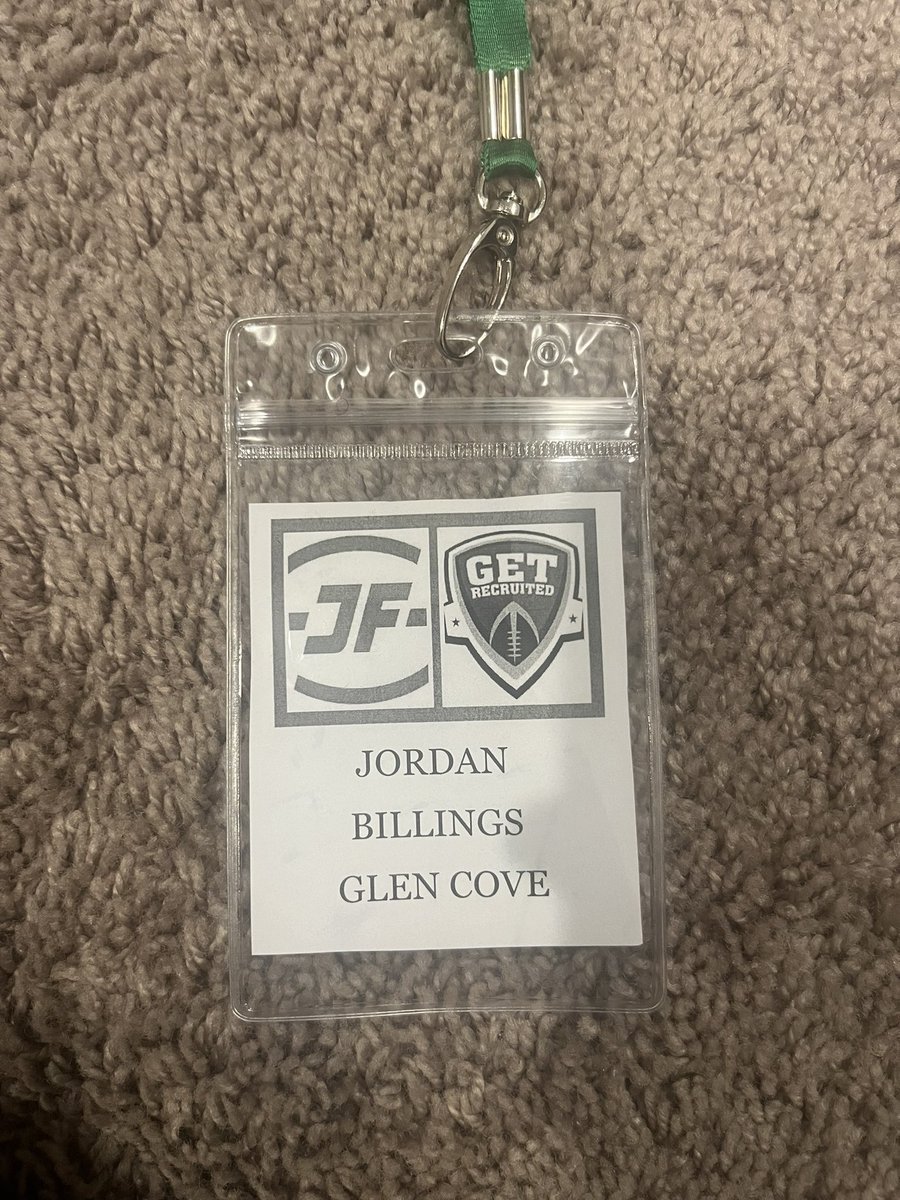 JF
GET
RECRUITED
JORDAN
BILLINGS
GLEN COVE